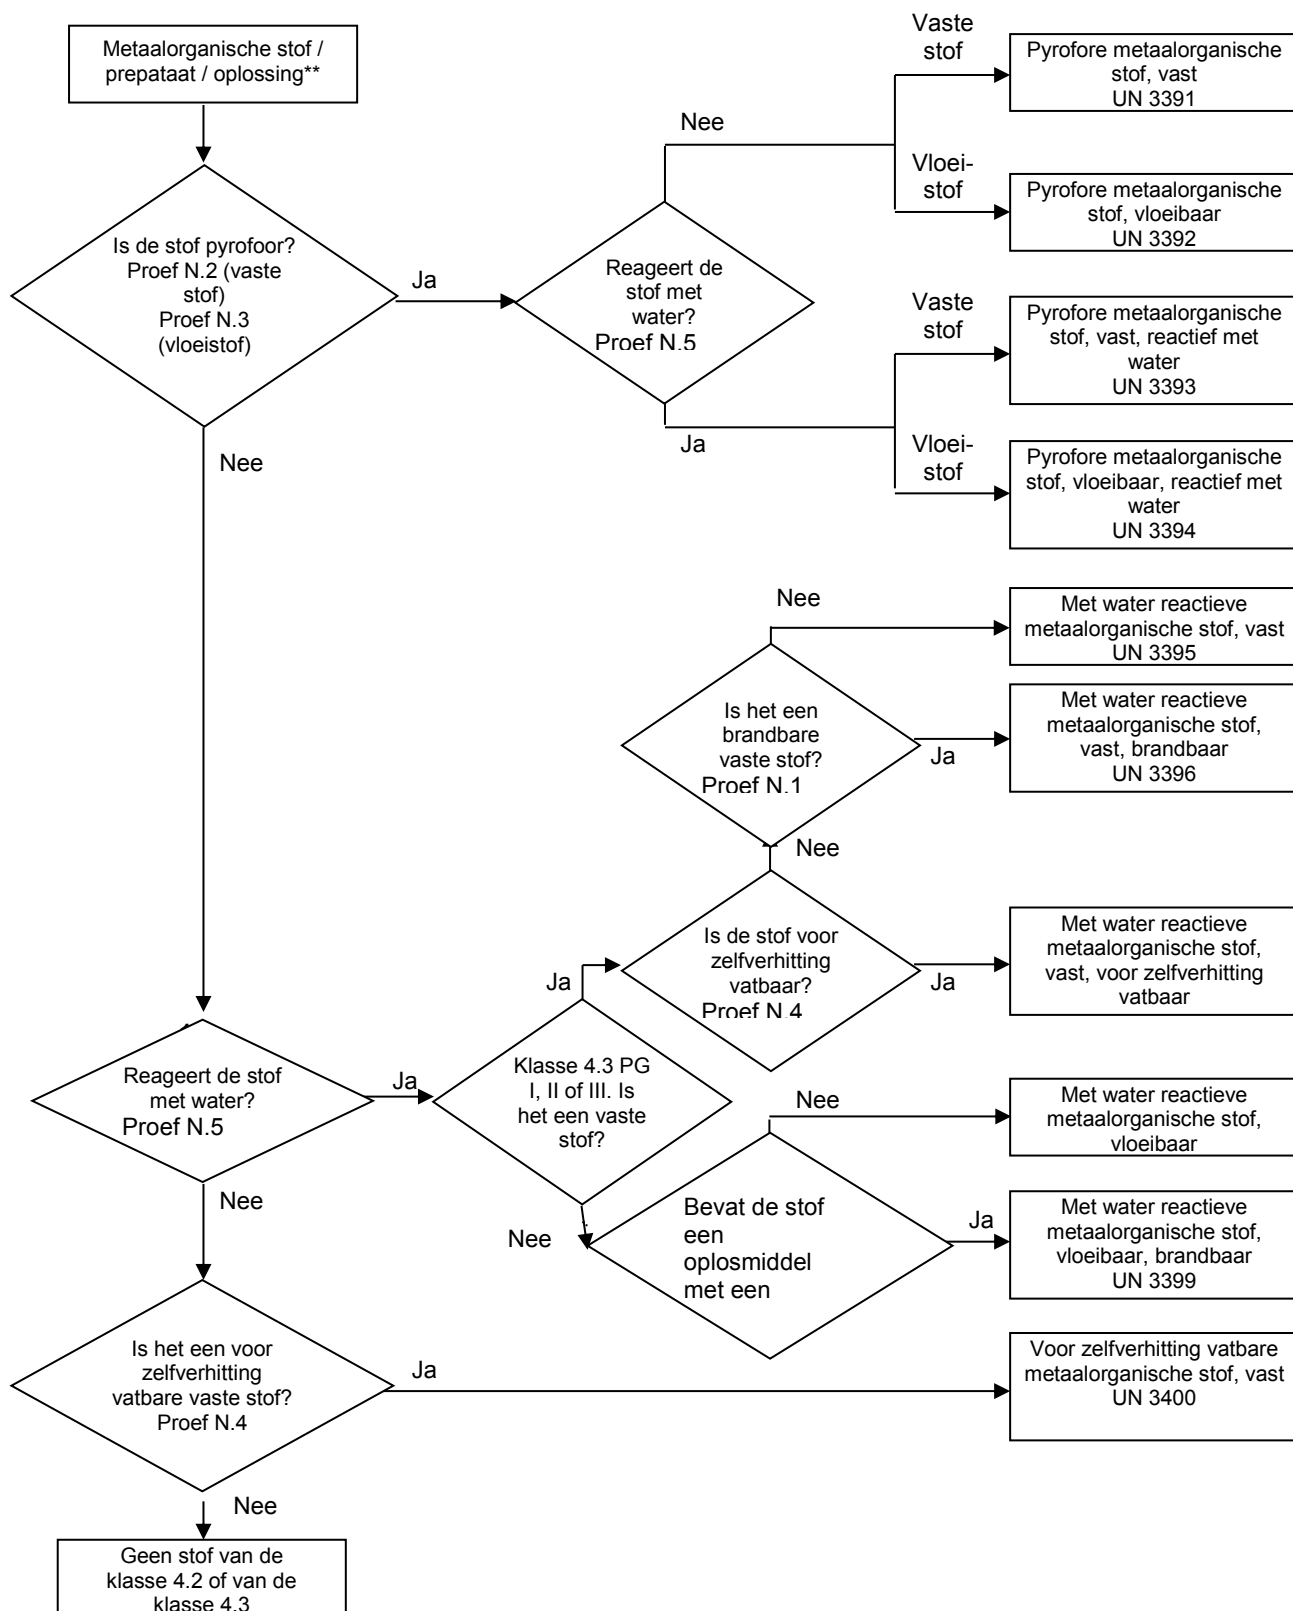 Metaalorganische stof /
prepataat / oplossing**
Vaste
stof
Pyrofore metaalorganische
stof, vast
UN 3391
Nee
Vloei-
stof
Pyrofore metaalorganische
stof, vloeibaar
UN 3392
Is de stof pyrofoor?
Proef N.2 (vaste
stof)
Proef N.3
(vloeistof)
Ja
Reageert de
stof met
water?
Proef N.5
Vaste
stof
Pyrofore metaalorganische
stof, vast, reactief met
water
UN 3393
Ja
Vloei-
stof
Pyrofore metaalorganische
stof, vloeibaar, reactief met
water
UN 3394
Nee
Nee
Met water reactieve
metaalorganische stof, vast
UN 3395
Is het een
brandbare
vaste stof?
Proef N.1
Ja
Met water reactieve
metaalorganische stof,
vast, brandbaar
UN 3396
Nee
Is de stof voor
zelfverhitting
vatbaar?
Proef N.4
Ja
Met water reactieve
metaalorganische stof,
vast, voor zelfverhitting
vatbaar
Ja
Reageert de stof
met water?
Proef N.5
Ja
Klasse 4.3 PG
I, II of III. Is
het een vaste
stof?
Nee
Met water reactieve
metaalorganische stof,
vloeibaar
Nee
Nee
Bevat de stof
een
oplosmiddel
met een
Ja
Met water reactieve
metaalorganische stof,
vloeibaar, brandbaar
UN 3399
Is het een voor
zelfverhitting
vatbare vaste stof?
Proef N.4
Ja
Voor zelfverhitting vatbare
metaalorganische stof, vast
UN 3400
Nee
Geen stof van de
klasse 4.2 of van de
klasse 4.3